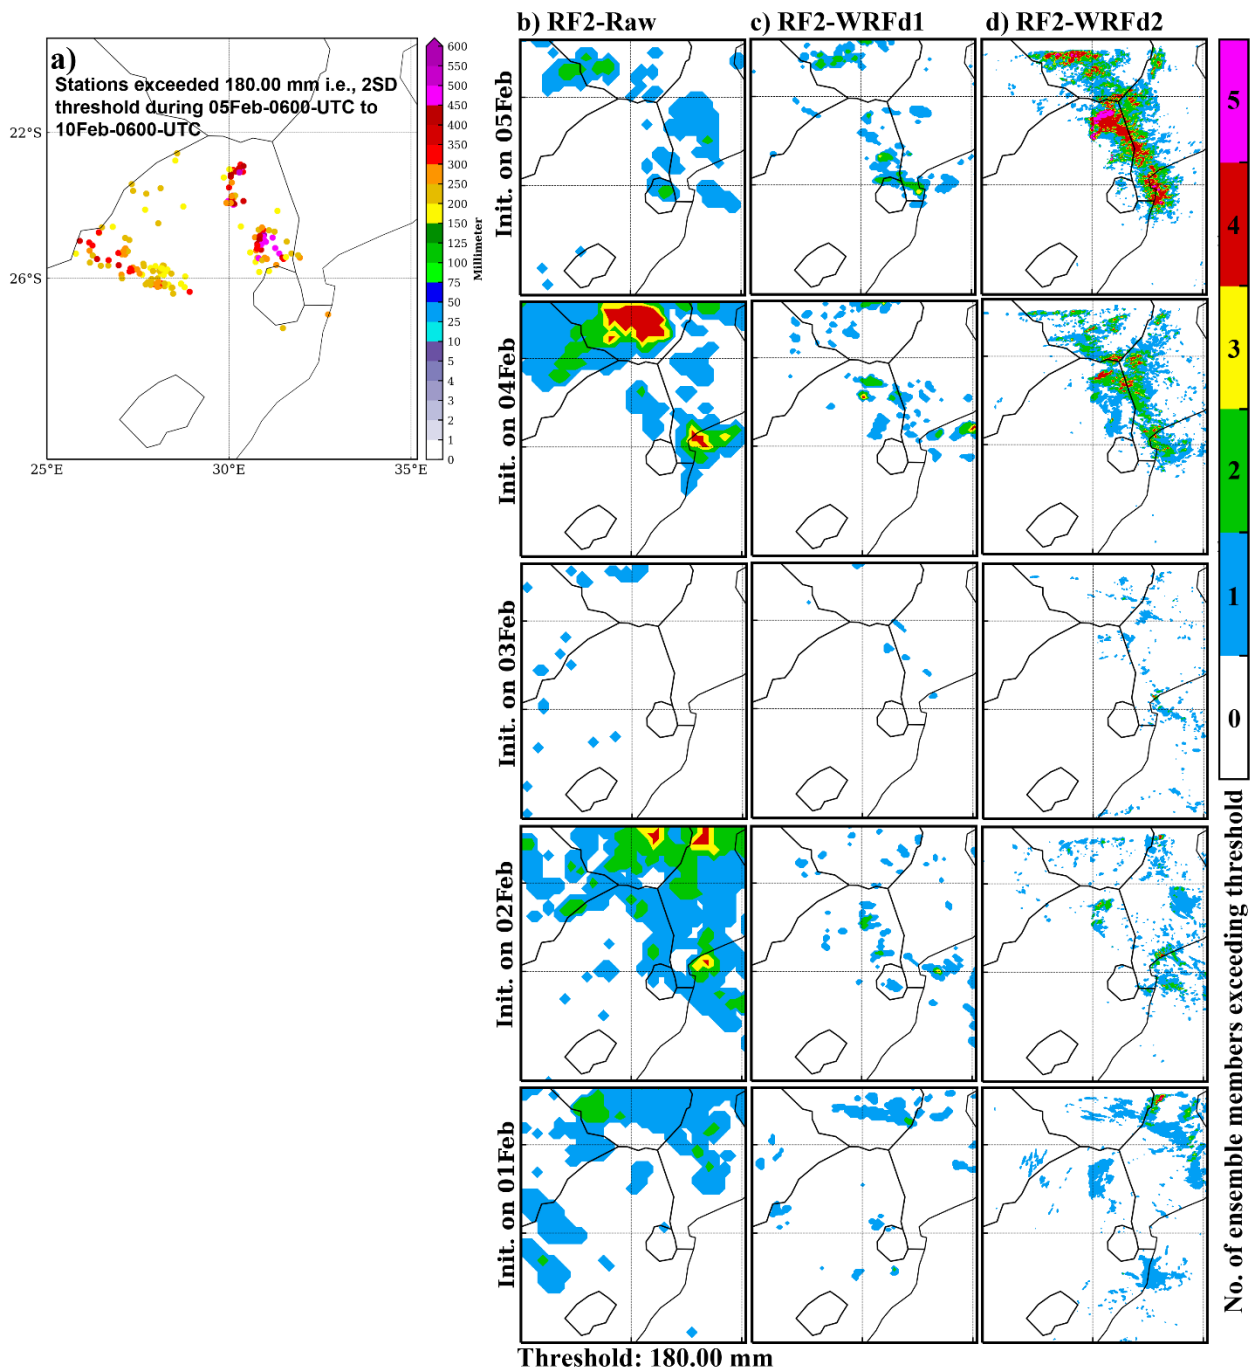 b) RF2-Raw
c) RF2-WRFd1
d) RF2-WRFd2
a)
Stations exceeded 180.00 mm i.e., 2SD
threshold during 05Feb-0600-UTC to
10Feb-0600-UTC
22°S
26°S
25°E
30°E
35°E
600
550
500
450
400
350
300
250
200
150
125
100
75
50
25
10
5
4
3
2
1
0
Millimeter
Init. on 05Feb
Init. on 04Feb
Init. on 03Feb
Init. on 02Feb
Init. on 01Feb
5
4
3
2
1
0
No. of ensemble members exceeding threshold
Threshold: 180.00 mm